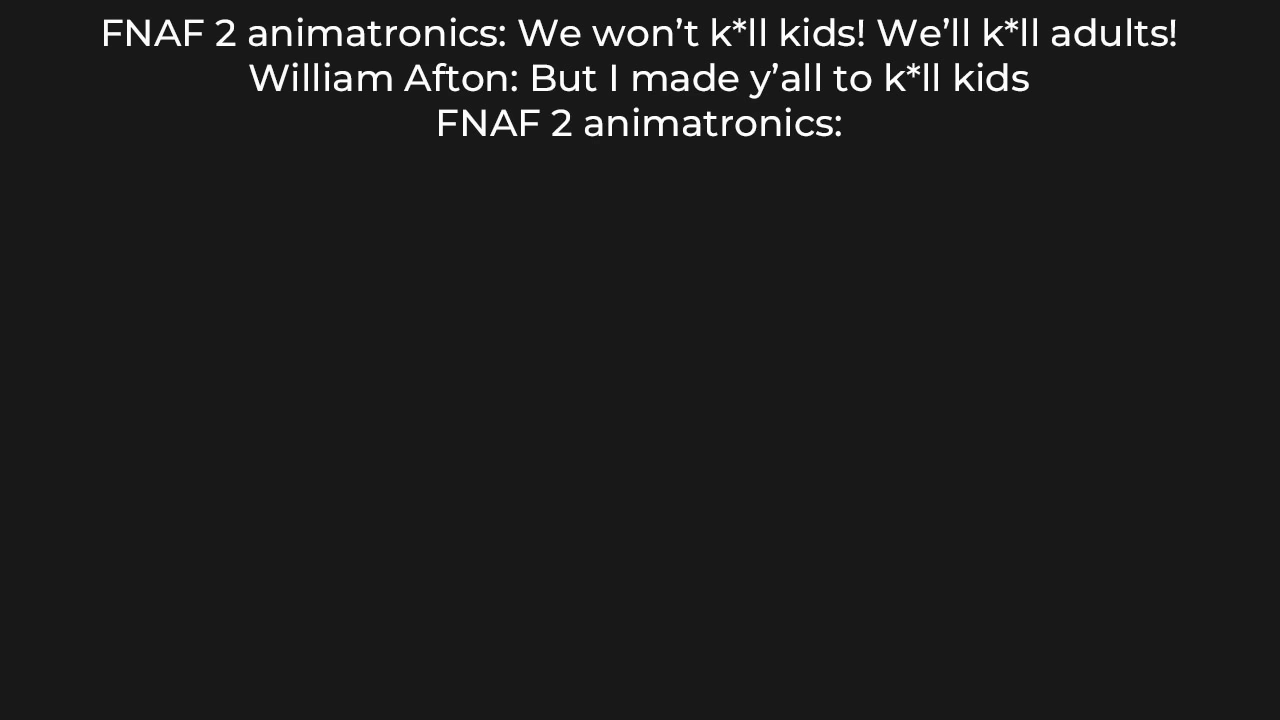 FNAF 2 animatronics: We won’t k*ll kids! We’ll k*ll adults!
William Afton: But I made y’all to k*ll kids
FNAF 2 animatronics: